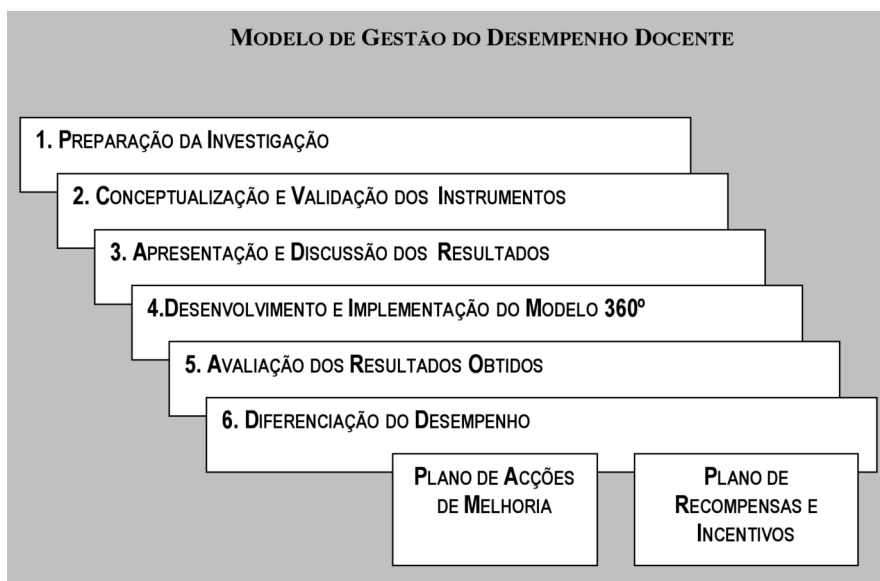 MODELO DE GESTÃO DO DESEMPENHO DOCENTE
1. PREPARAÇÃO DA INVESTIGAÇÃO
2. CONCEPTUALIZAÇÃO E VALIDAÇÃO DOS INSTRUMENTOS
3. APRESENTAÇÃO E DISCUSSÃO DOS RESULTADOS
4.DESENVOLVIMENTO E IMPLEMENTAÇÃO DO MODELO 360º
5. AVALIAÇÃO DOS RESULTADOS OBTIDOS
6. DIFERENCIAÇÃO DO DESEMPENHO
PLANO DE ACÇÕES
DE MELHORIA
PLANO DE
RECOMPENSAS E
INCENTIVOS